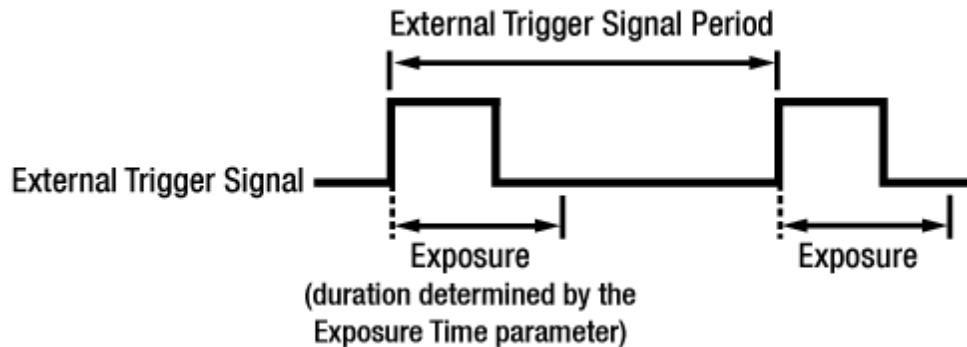 External Trigger Signal Period
External Trigger Signal
Exposure
(duration determined by the
Exposure Time parameter)
Exposure